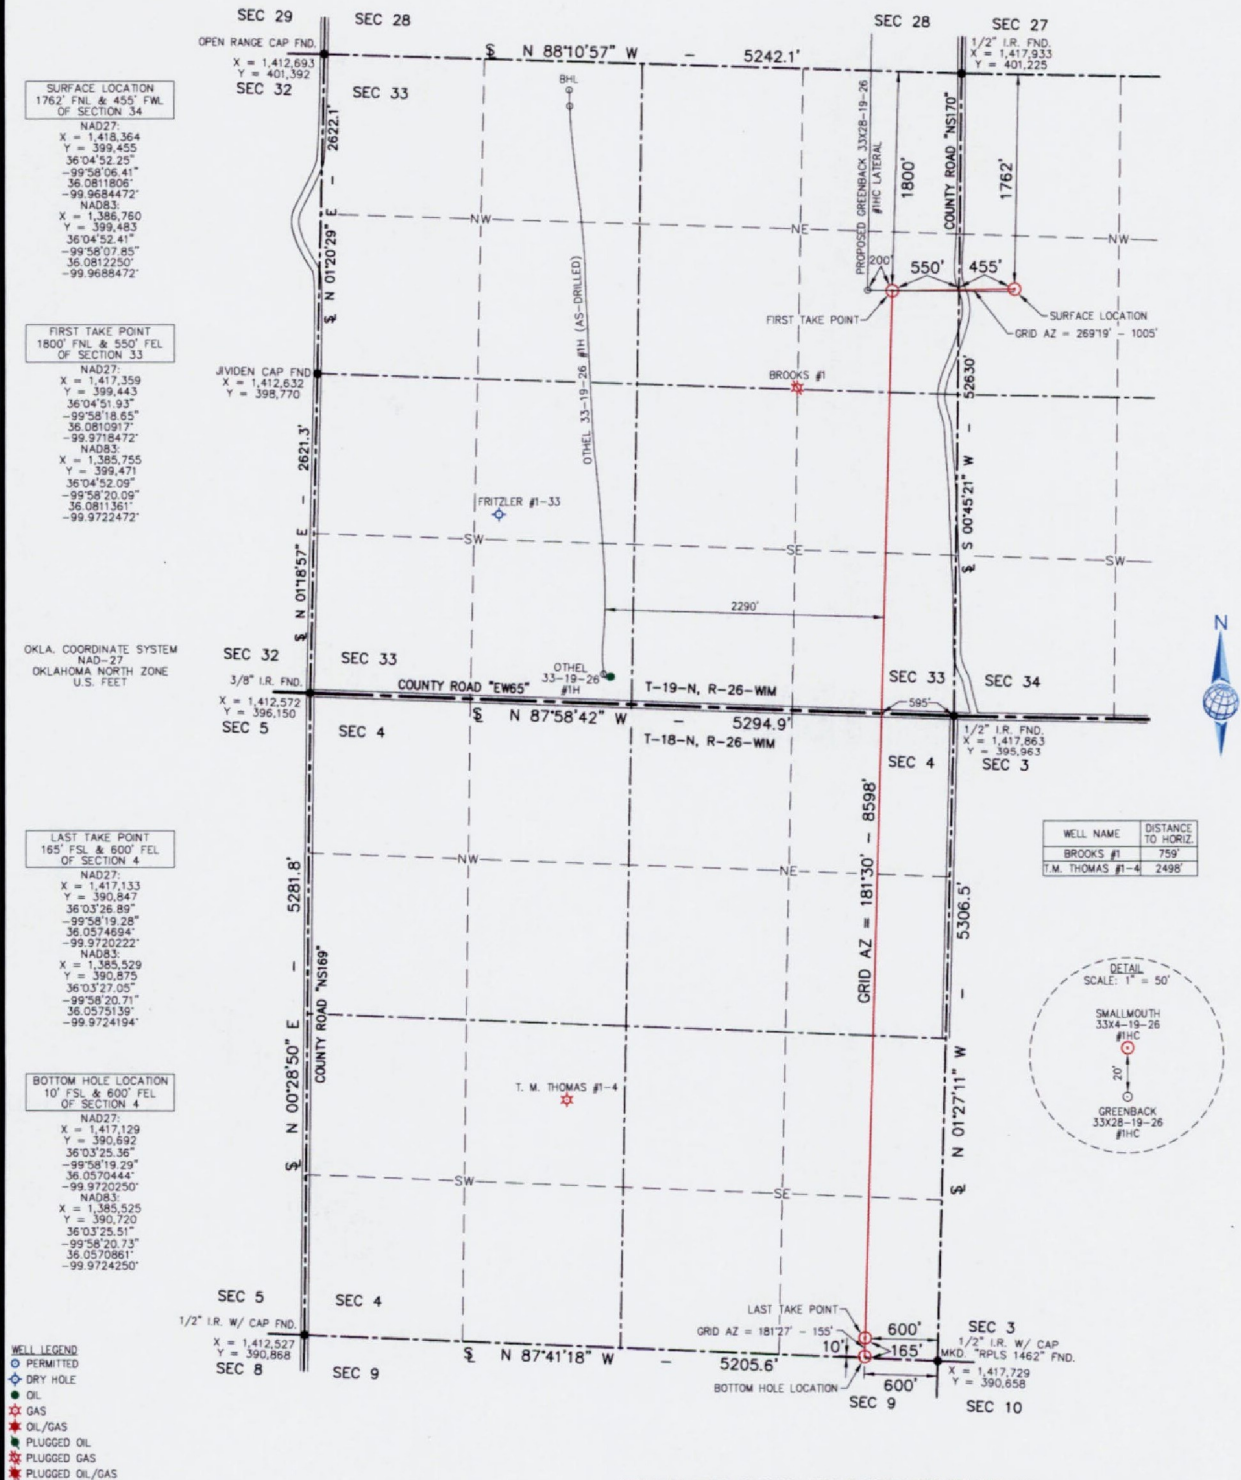 SEC 29
SEC 28
SEC 28
SEC 27
OPEN RANGE CAP FND.
X = 1,412,693
Y = 401,392
N 88°10'57" W - 5242.1'
1/2" I.R. FND.
X = 1,417,933
Y = 401,225
SEC 32
SEC 33
BHL
SURFACE LOCATION
1762' FNL & 455' FWL
OF SECTION 34
NAD27:
X = 1,418,364
Y = 399,455
36°04'52.25"
-99°58'06.41"
36.0811806°
-99.9684472°
NAD83:
X = 1,386,760
Y = 399,483
36°04'52.41"
-99°58'07.85"
36.0812250°
-99.9688472°
N 01°20'29" E - 2622.1'
PROPOSED GREENBACK 33X28-19-26
#1HC LATERAL
1800'
COUNTY ROAD "NS170"
1762'
NW
NE
NW
200'
550'
455'
FIRST TAKE POINT
SURFACE LOCATION
GRID AZ = 269°19' - 1005'
FIRST TAKE POINT
1800' FNL & 550' FEL
OF SECTION 33
NAD27:
X = 1,417,359
Y = 399,443
36°04'51.93"
-99°58'18.65"
36.0810917°
-99.9718472°
NAD83:
X = 1,385,755
Y = 399,471
36°04'52.09"
-99°58'20.09"
36.0811361°
-99.9722472°
JIVIDEN CAP FND
X = 1,412,632
Y = 398,770
OTHEL 33-19-26 #1H (AS-DRILLED)
BROOKS #1
S 00°45'21" W - 52630'
N 01°18'57" E - 2621.3'
FRITZLER #1-33
SW
SE
SW
2290'
OKLA. COORDINATE SYSTEM
NAD-27
OKLAHOMA NORTH ZONE
U.S. FEET
N
SEC 32
SEC 33
OTHEL
33-19-26
#1H
SEC 33
SEC 34
3/8" I.R. FND.
X = 1,412,572
Y = 396,150
COUNTY ROAD "EW65"
T-19-N, R-26-WIM
595'
N 87°58'42" W - 5294.9'
T-18-N, R-26-WIM
1/2" I.R. FND.
X = 1,417,863
Y = 395,963
SEC 5
SEC 4
SEC 4
SEC 3
GRID AZ = 181°30' - 8598'
WELL NAME
DISTANCE
TO HORIZ.
BROOKS #1
759'
T.M. THOMAS #1-4
2498'
LAST TAKE POINT
165' FSL & 600' FEL
OF SECTION 4
NAD27:
X = 1,417,133
Y = 390,847
36°03'26.89"
-99°58'19.28"
36.0574694°
-99.9720222°
NAD83:
X = 1,385,529
Y = 390,875
36°03'27.05"
-99°58'20.71"
36.0575139°
-99.9724194°
NW
NE
N 00°28'50" E - 5281.8'
COUNTY ROAD "NS169"
N 01°27'11" W - 5306.5'
DETAIL
SCALE: 1" = 50'
SMALLMOUTH
33X4-19-26
#1HC
20'
GREENBACK
33X28-19-26
#1HC
T. M. THOMAS #1-4
BOTTOM HOLE LOCATION
10' FSL & 600' FEL
OF SECTION 4
NAD27:
X = 1,417,129
Y = 390,692
36°03'25.36"
-99°58'19.29"
36.0570444°
-99.9720250°
NAD83:
X = 1,385,525
Y = 390,720
36°03'25.51"
-99°58'20.73"
36.0570861°
-99.9724250°
SW
SE
SEC 5
SEC 4
1/2" I.R. W/ CAP FND.
X = 1,412,527
Y = 390,868
SEC 8
SEC 9
LAST TAKE POINT
GRID AZ = 181°27' - 155'
10'
600'
165'
SEC 3
1/2" I.R. W/ CAP
MKD. "RPLS 1462" FND.
X = 1,417,729
Y = 390,658
N 87°41'18" W - 5205.6'
BOTTOM HOLE LOCATION
600'
SEC 9
SEC 10
WELL LEGEND
PERMITTED
DRY HOLE
OIL
GAS
OIL/GAS
PLUGGED OIL
PLUGGED GAS
PLUGGED OIL/GAS